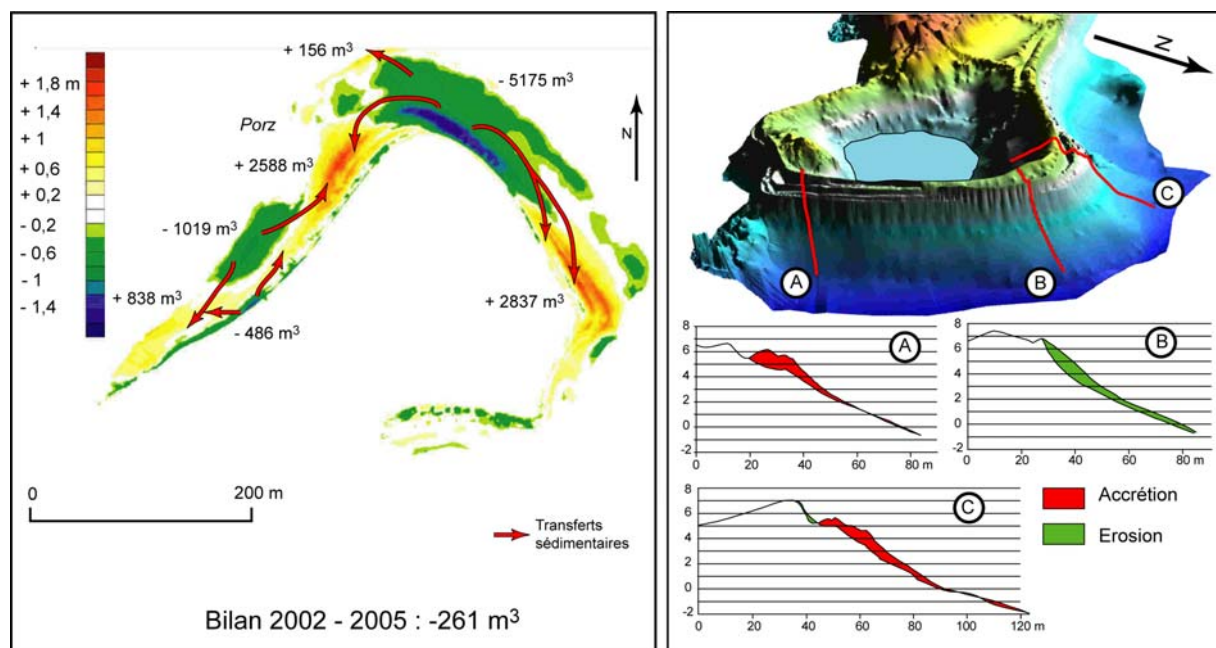 + 1,8 m
+ 1,4
+ 1
+ 0,6
+ 0,2
- 0,2
- 0,6
- 1
- 1,4
+ 156 m³
- 5175 m³
Porz
+ 2588 m³
N
- 1019 m³
+ 838 m³
- 486 m³
+ 2837 m³
0
200 m
Transferts
sédimentaires
Bilan 2002 - 2005 : -261 m³
N
A
B
C
A
8
6
5
4
3
2
1
0
-2
0 20 40 60 80 m
B
8
6
4
2
0
-2
0 20 40 60 80 m
C
8
6
4
2
0
-2
0 20 40 60 80 100 120 m
Accrétion
Erosion